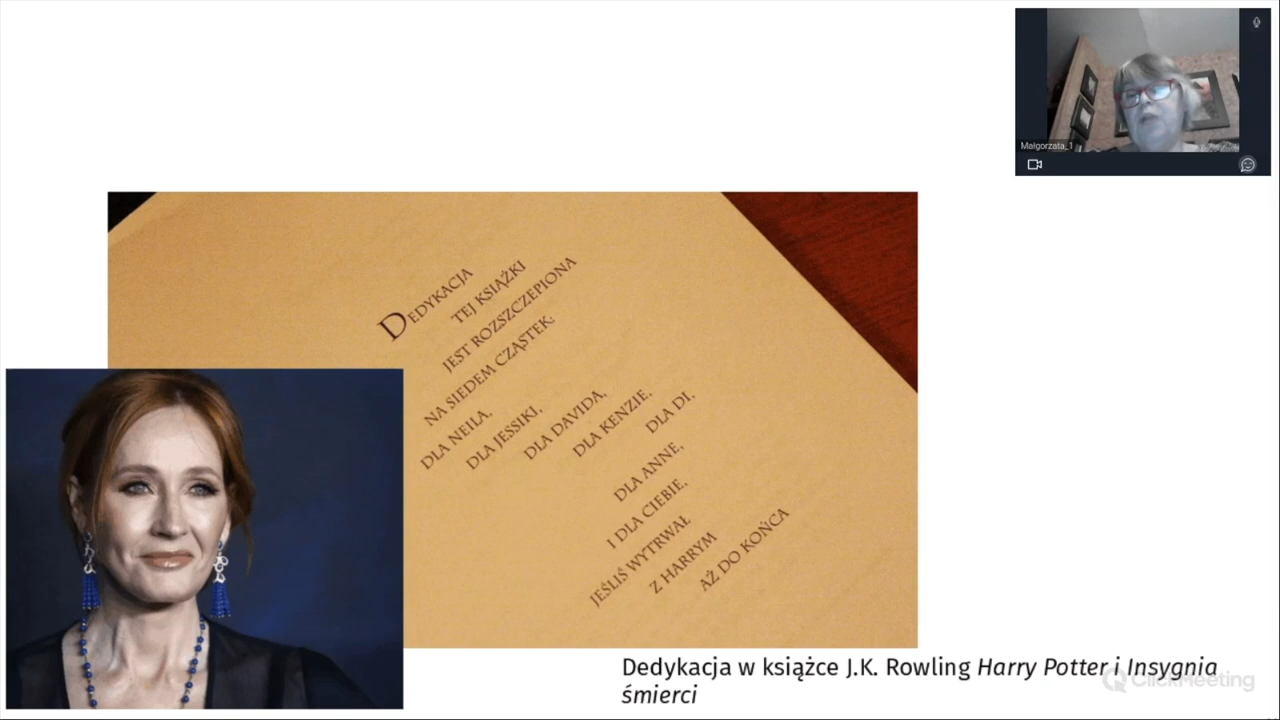 Małgorzata_1
DEDYKACJA
TEJ KSIĄŻKI
JEST ROZSZCZEPIONA
NA SIEDEM CZĄSTEK:
DLA NEILA,
DLA JESSIKI,
DLA DAVIDA,
DLA KENZIE,
DLA DI,
DLA ANNE,
I DLA CIEBIE,
JEŚLIŚ WYTRWAŁ
Z HARRYM
AŻ DO KOŃCA
Dedykacja w książce J.K. Rowling Harry Potter i Insygnia
śmierci
ClickMeeting